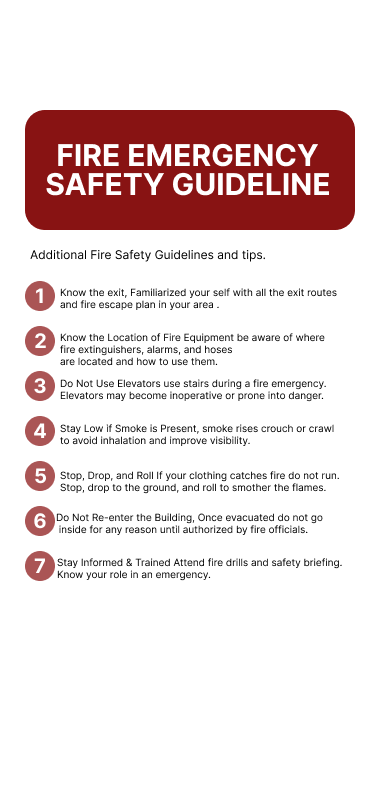 FIRE EMERGENCY
SAFETY GUIDELINE
Additional Fire Safety Guidelines and tips.
1 Know the exit, Familiarized your self with all the exit routes
and fire escape plan in your area .
2 Know the Location of Fire Equipment be aware of where
fire extinguishers, alarms, and hoses
are located and how to use them.
3 Do Not Use Elevators use stairs during a fire emergency.
Elevators may become inoperative or prone into danger.
4 Stay Low if Smoke is Present, smoke rises crouch or crawl
to avoid inhalation and improve visibility.
5 Stop, Drop, and Roll If your clothing catches fire do not run.
Stop, drop to the ground, and roll to smother the flames.
6 Do Not Re-enter the Building, Once evacuated do not go
inside for any reason until authorized by fire officials.
7 Stay Informed & Trained Attend fire drills and safety briefing.
Know your role in an emergency.